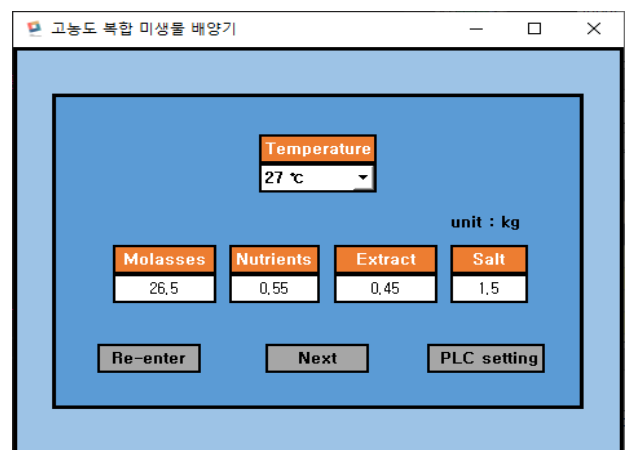 고농도 복합 미생물 배양기
Temperature
27 ℃
unit : kg
Molasses Nutrients Extract Salt
26,5 0,55 0,45 1,5
Re-enter Next PLC setting